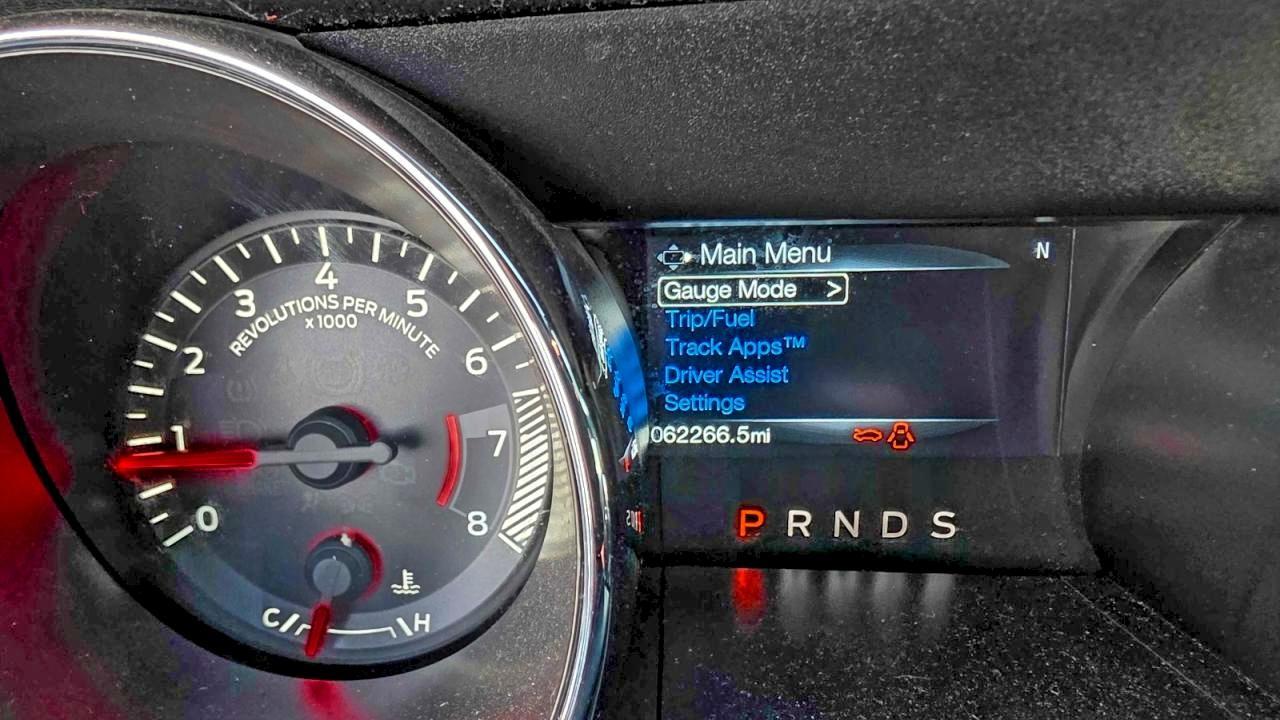 4
3
5
REVOLUTIONS PER MINUTE
x1000
2
6
1
7
0
8
C
H
Main Menu
N
Gauge Mode >
Trip/Fuel
Track Apps™
Driver Assist
Settings
062266.5mi
P R N D S